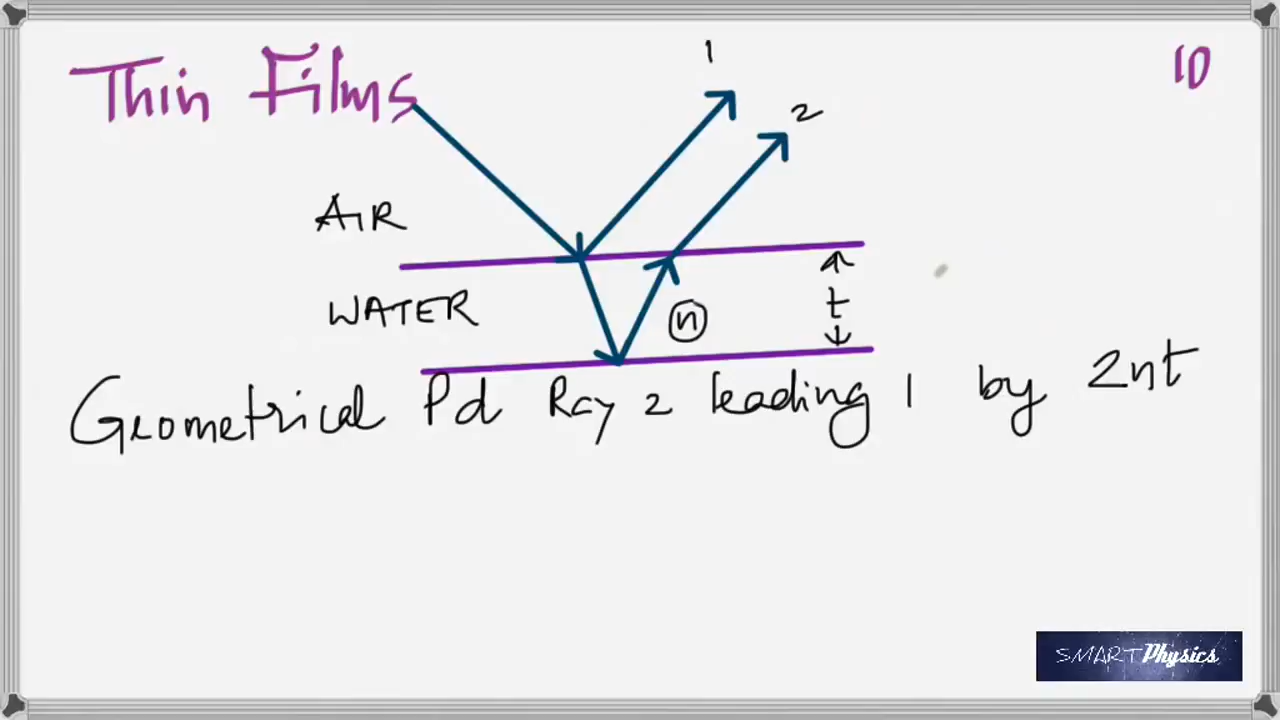 Thin Films
10
1
2
AIR
WATER
n
t
Geometrical Pd Ray 2 leading 1 by 2nt
SMART Physics